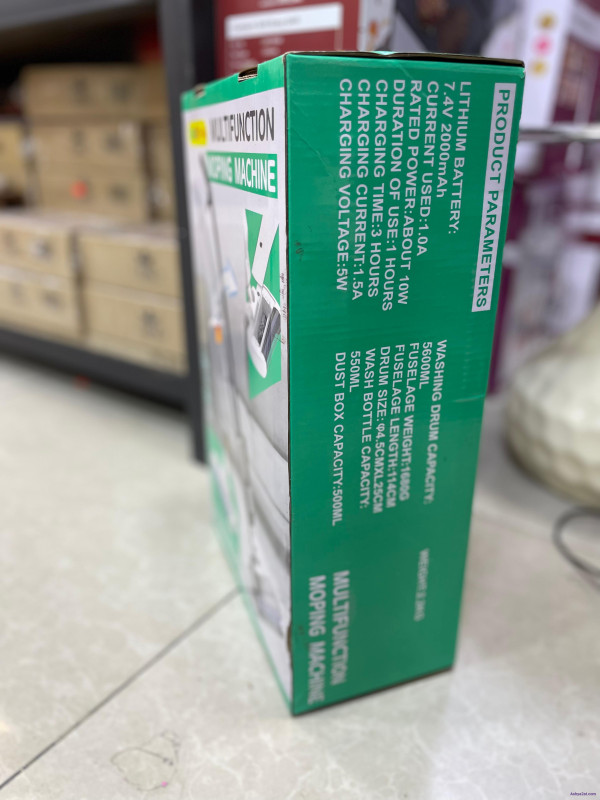 MULTIFUNCTION
MOPING MACHINE
PRODUCT PARAMETERS
LITHIUM BATTERY:
7.4V 2000mAh
CURRENT USED:1.0A
RATED POWER:ABOUT 10W
DURATION OF USE:1 HOURS
CHARGING TIME:3 HOURS
CHARGING CURRENT:1.5A
CHARGING VOLTAGE:5W
WASHING DRUM CAPACITY:
5600ML
FUSELAGE WEIGHT:1680G
FUSELAGE LENGTH:114CM
DRUM SIZE:φ4.5CMXL25CM
WASH BOTTLE CAPACITY:
550ML
DUST BOX CAPACITY:500ML
MULTIFUNCTION
MOPING MACHINE